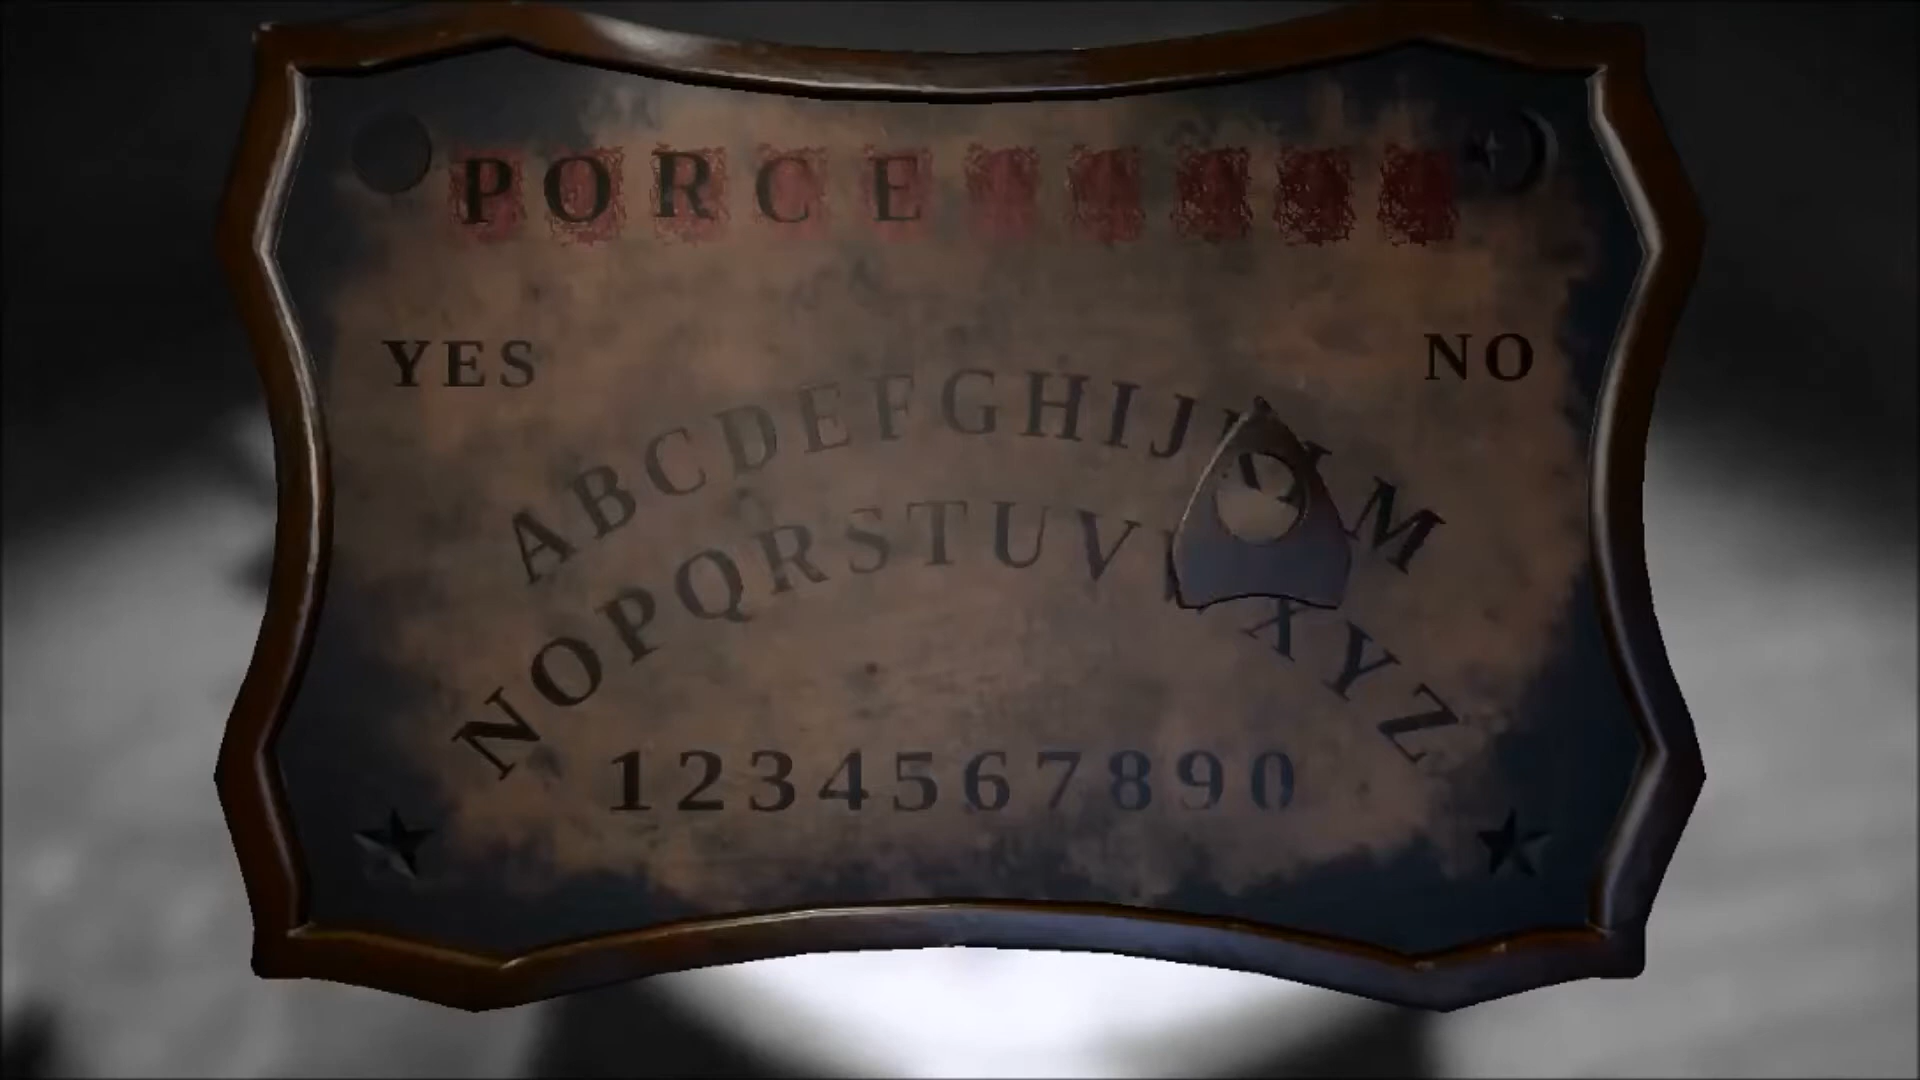 PORCE
YES NO
ABCDEFGHIJ M
NOPQRSTUV XYZ
1234567890